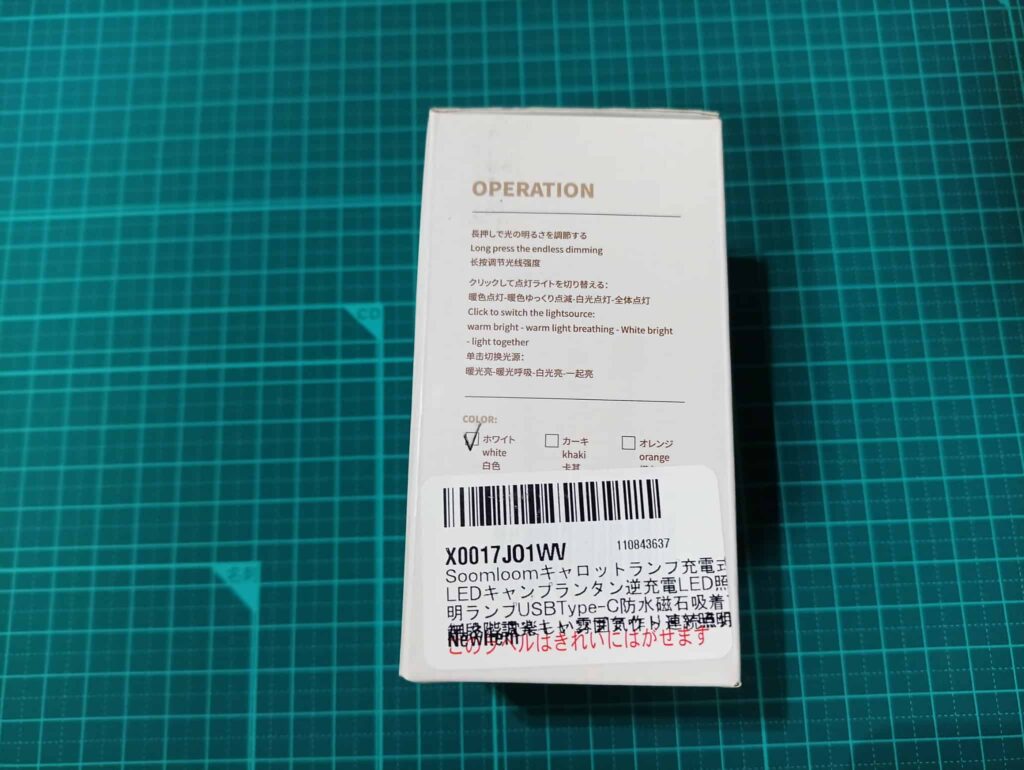 OPERATION
長押しで光の明るさを調節する
Long press the endless dimming
长按调节光线强度
クリックして点灯ライトを切り替える：
暖色点灯-暖色ゆっくり点滅-白光点灯-全体点灯
Click to switch the lightsource:
warm bright - warm light breathing - White bright
- light together
单击切换光源：
暖光亮-暖光呼吸-白光亮-一起亮
COLOR:
ホワイト カーキ オレンジ
white khaki orange
白色 卡其
X0017JO1WV 110843637
Soomloomキャロットランプ充電式
LEDキャンプランタン逆充電LED照
明ランプUSBType-C防水磁石吸着
NewItem
このラベルはきれいにはがせます
CD
名刺